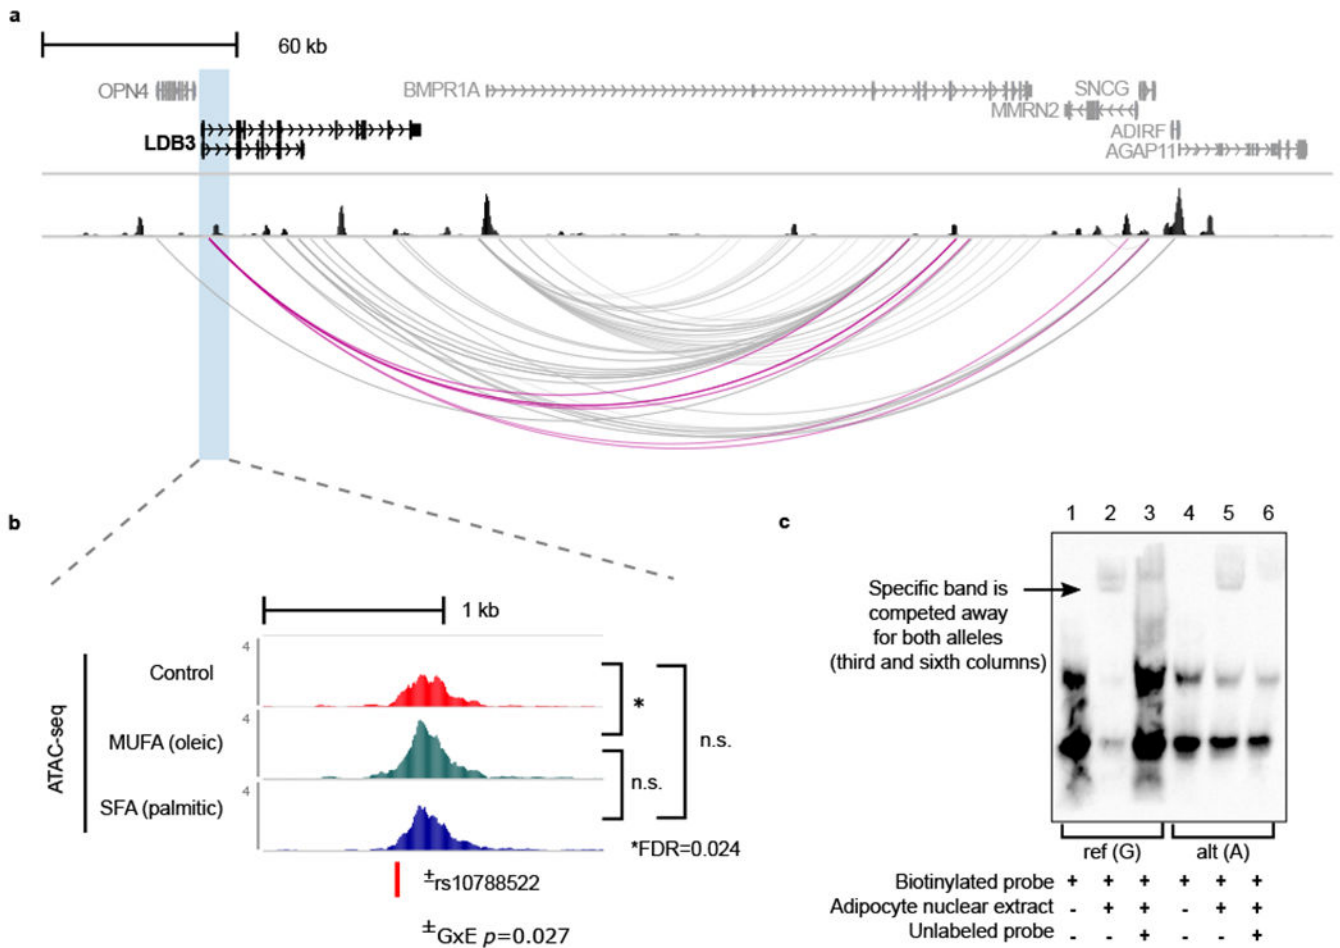 a
60 kb
OPN4
BMPR1A
SNCG
MMRN2
LDB3
ADIRF
AGAP11
b
c
1 kb
ATAC-seq
Control
4
MUFA (oleic)
4
SFA (palmitic)
4
*
n.s.
n.s.
*FDR=0.024
±rs10788522
±GxE p=0.027
1 2 3 4 5 6
Specific band is
competed away
for both alleles
(third and sixth columns)
ref (G) alt (A)
Biotinylated probe + + + + + +
Adipocyte nuclear extract - + + - + +
Unlabeled probe + +